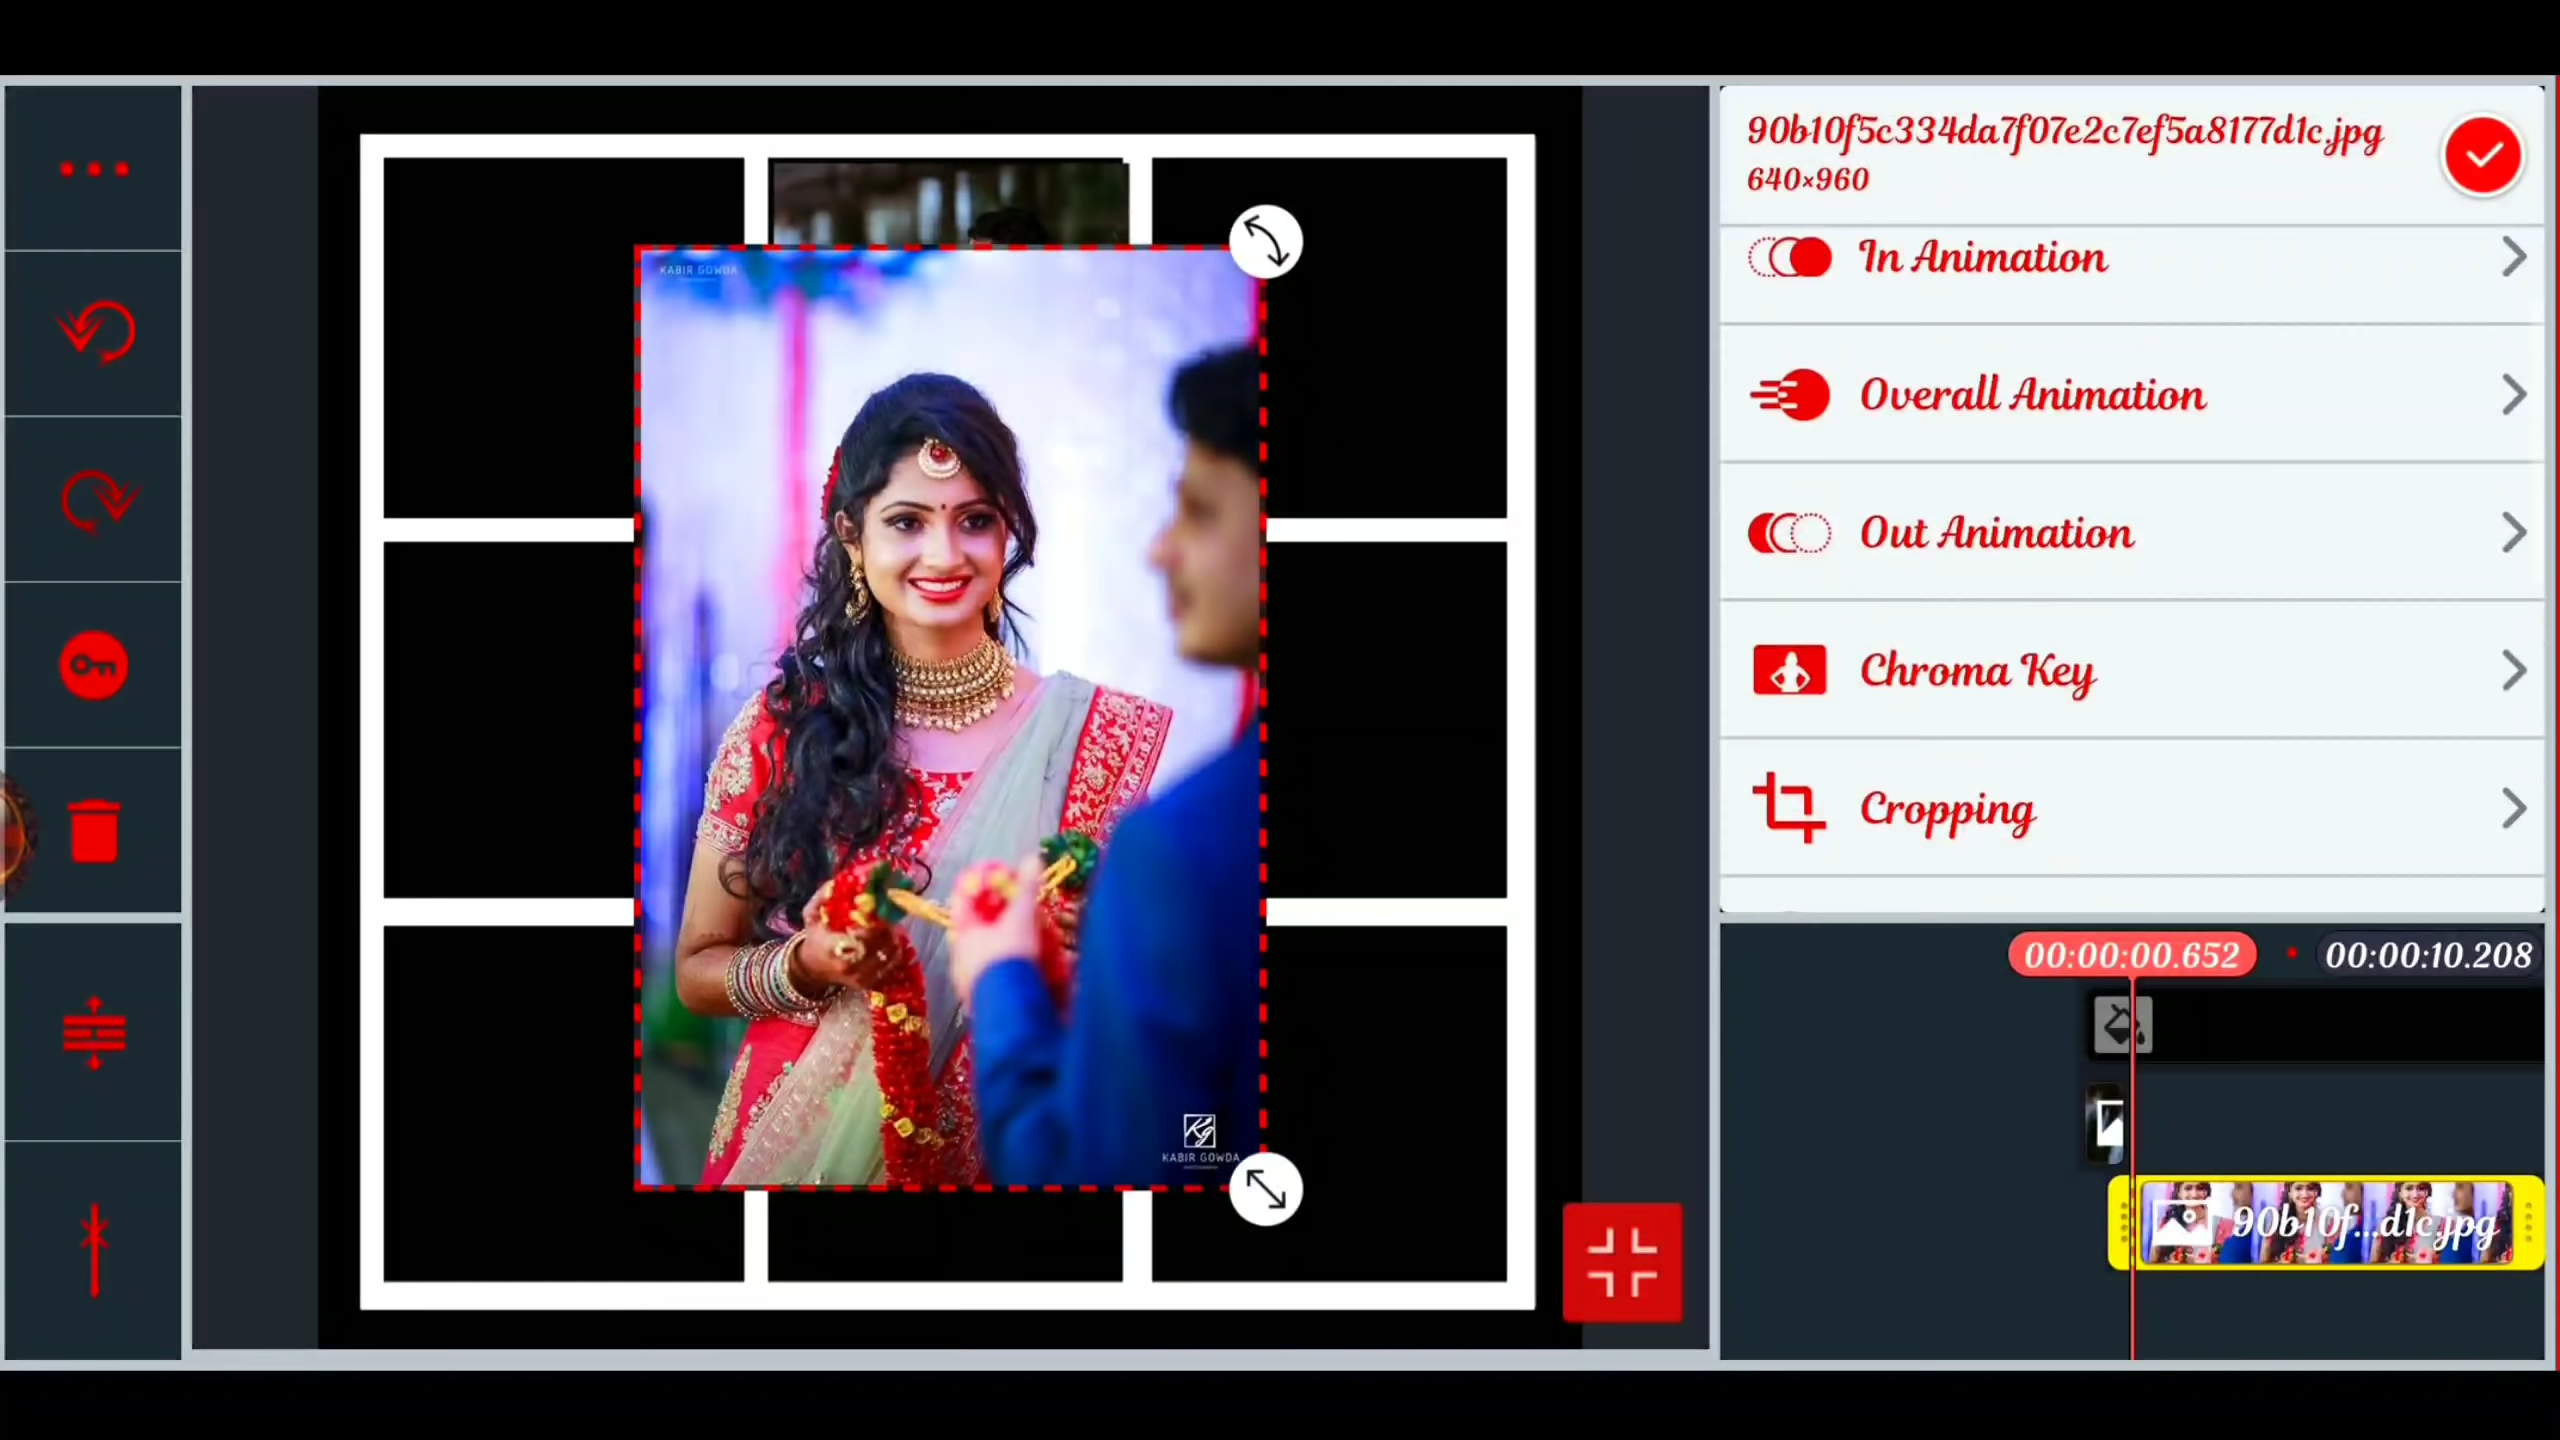 90b10f5c334da7f07e2c7ef5a8177d1c.jpg
640×960
In Animation
Overall Animation
Out Animation
Chroma Key
Cropping
KABIR GOWDA
Kg
KABIR GOWDA
00:00:00.652
00:00:10.208
90b10f...d1c.jpg